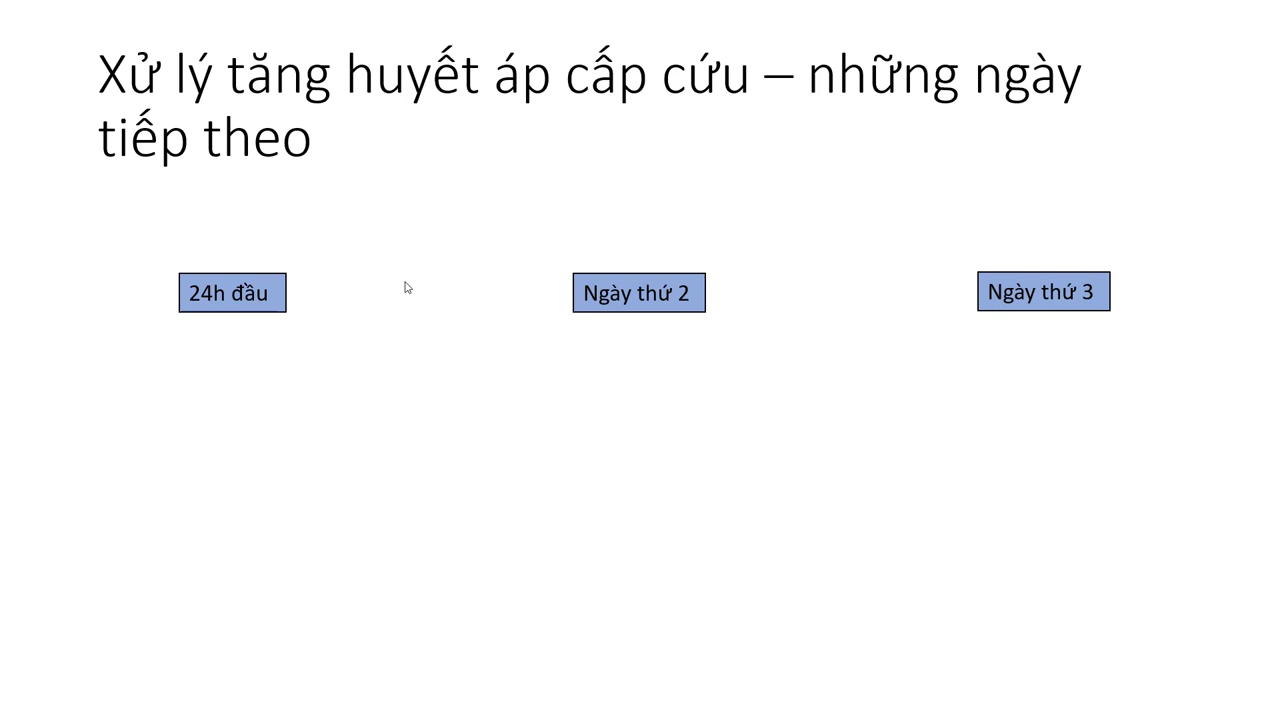 Xử lý tăng huyết áp cấp cứu – những ngày
tiếp theo
24h đầu
Ngày thứ 2
Ngày thứ 3